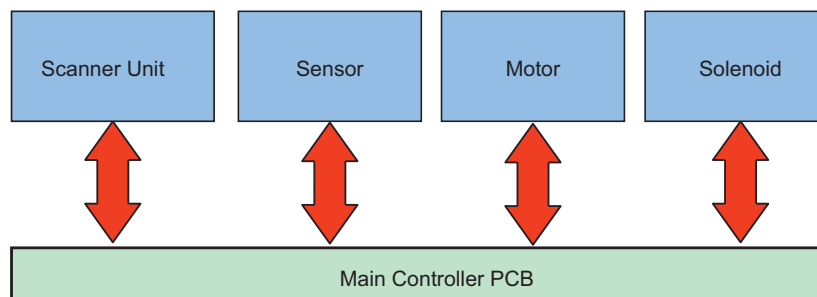 Scanner Unit
Sensor
Motor
Solenoid
Main Controller PCB